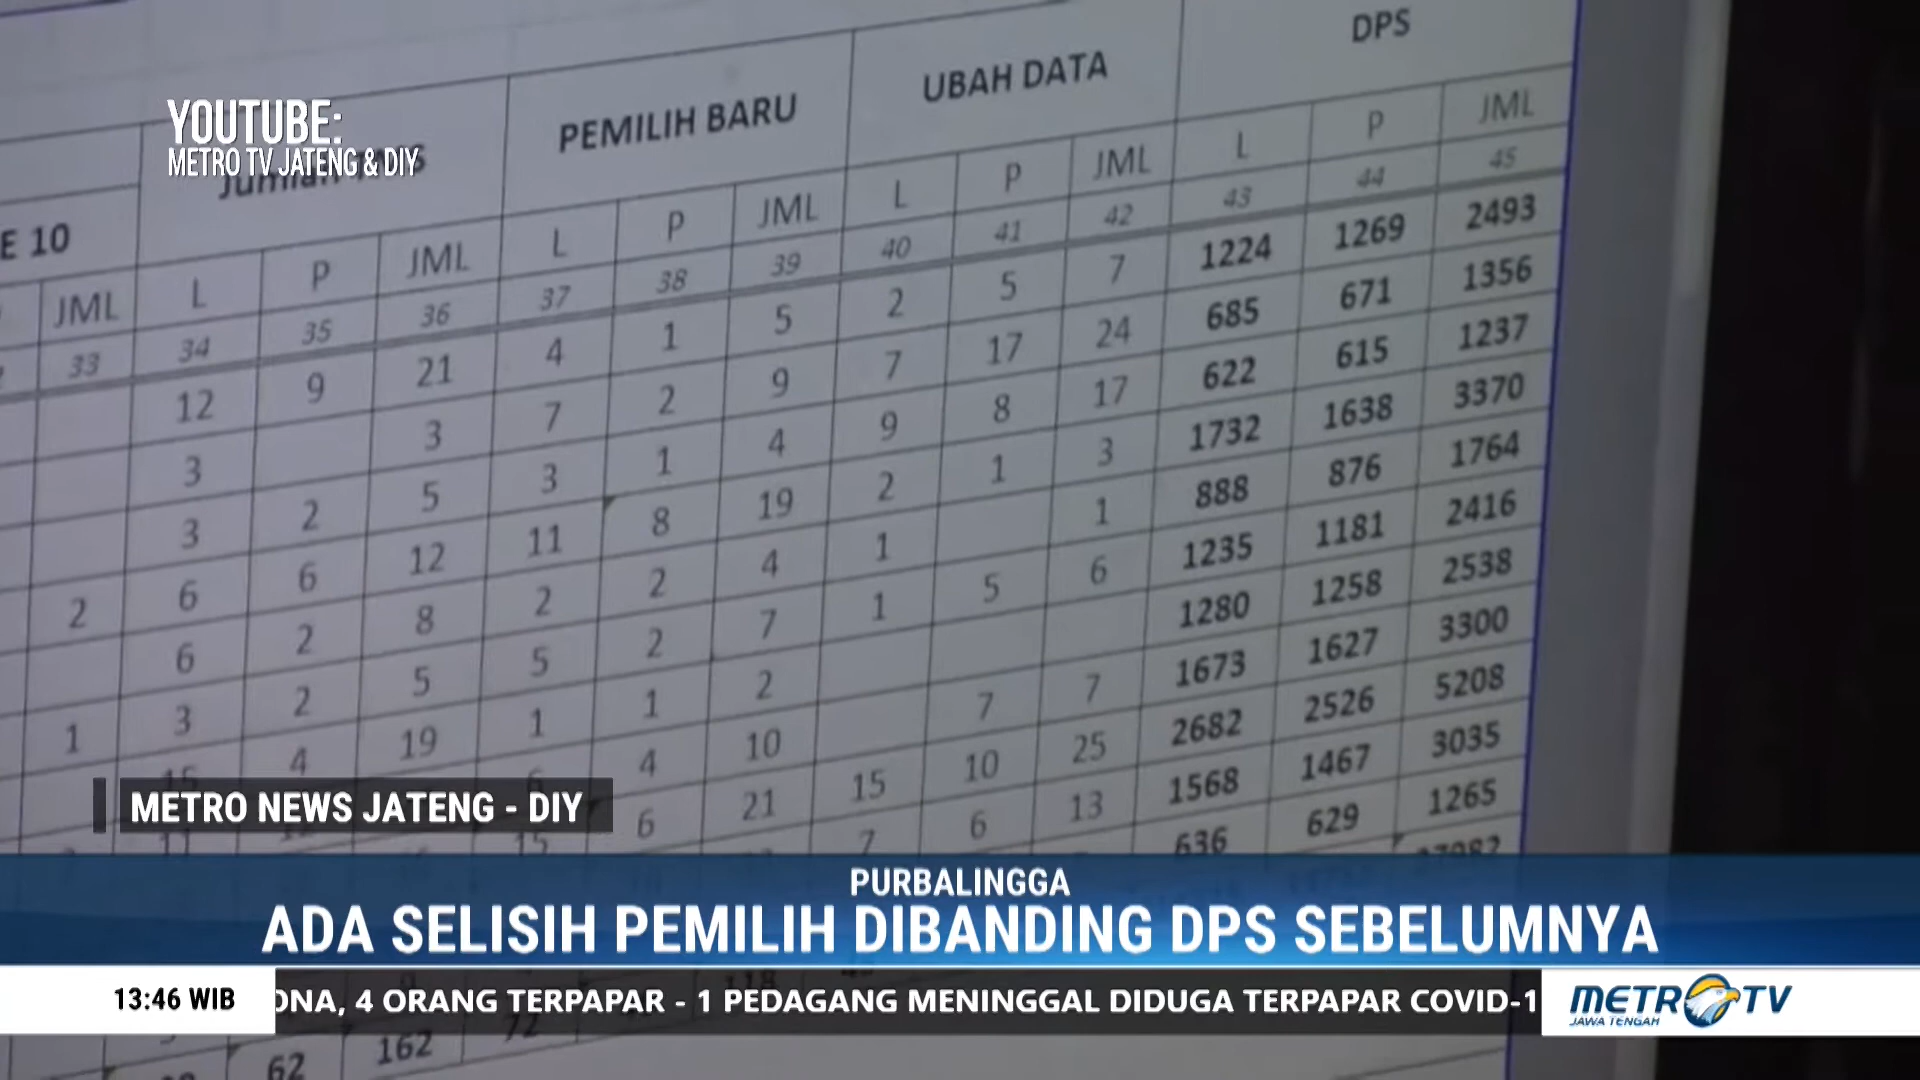 DPS
UBAH DATA
PEMILIH BARU
YOUTUBE:
METRO TV JATENG & DIY
E 10
JML L P JML L P JML L P JML L P JML
33 34 35 36 37 38 39 40 41 42 43 44 45
12 9 21 4 1 5 2 5 7 1224 1269 2493
3 3 7 2 9 7 17 24 685 671 1356
3 2 5 3 1 4 9 8 17 622 615 1237
2 6 6 12 11 8 19 2 1 3 1732 1638 3370
6 2 8 2 2 4 1 1 888 876 1764
1 3 2 5 5 2 7 1 5 6 1235 1181 2416
4 19 1 1 2 1280 1258 2538
4 10 7 7 1673 1627 3300
6 21 15 10 25 2682 2526 5208
7 6 13 1568 1467 3035
636 629 1265
METRO NEWS JATENG - DIY
PURBALINGGA
ADA SELISIH PEMILIH DIBANDING DPS SEBELUMNYA
13:46 WIB
ONA, 4 ORANG TERPAPAR - 1 PEDAGANG MENINGGAL DIDUGA TERPAPAR COVID-1
METRO TV
JAWA TENGAH
62 162 72